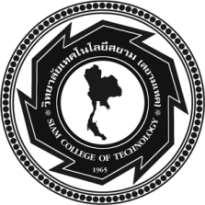 วิทยาลัยเทคโนโลยีสยาม (สยามเทค)
SIAM COLLEGE OF TECHNOLOGY
1965